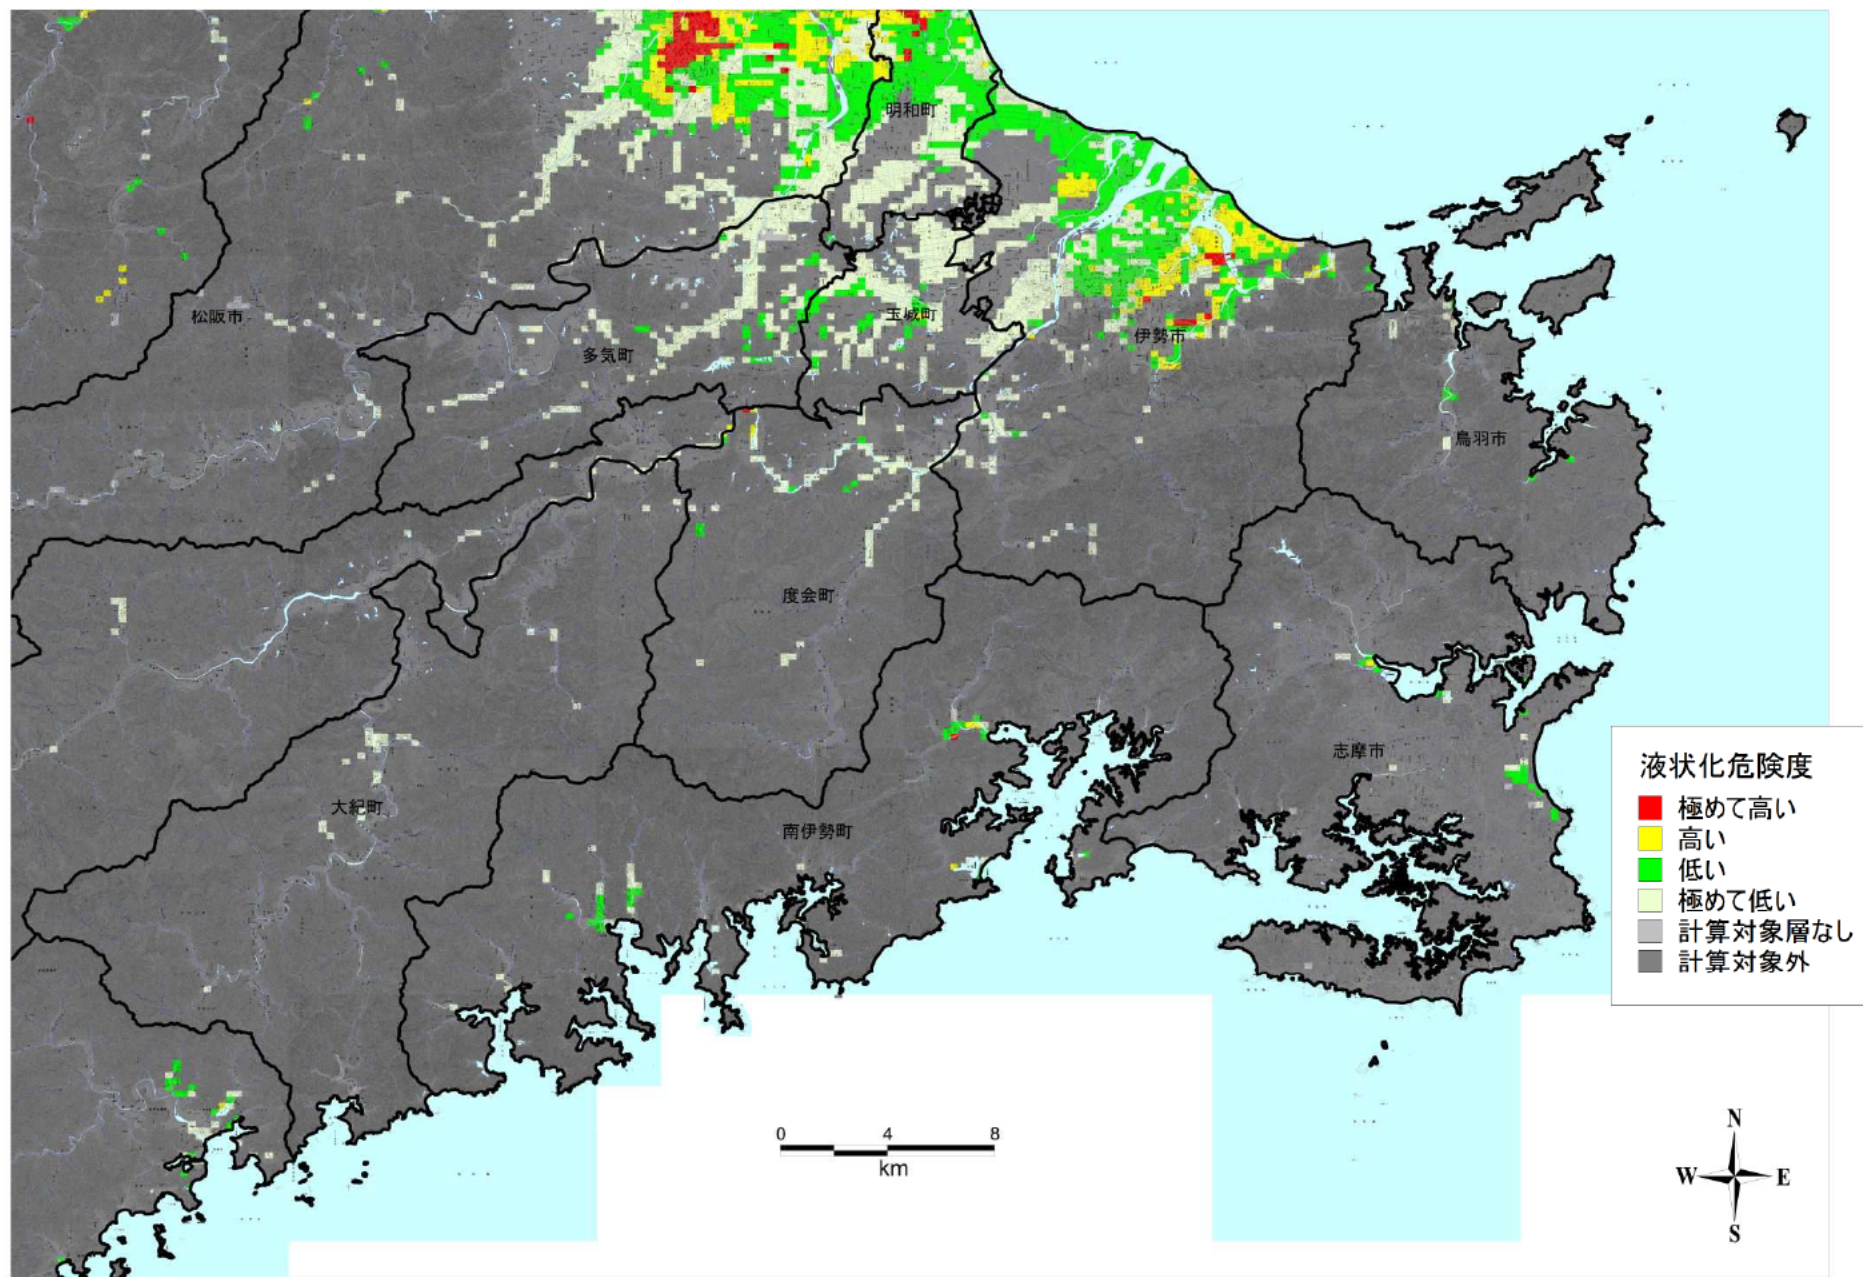 明和町
松阪市
玉城町
伊勢市
多気町
鳥羽市
度会町
志摩市
大紀町
南伊勢町
液状化危険度
極めて高い
高い
低い
極めて低い
計算対象層なし
計算対象外
0 4 8
km
N
W E
S